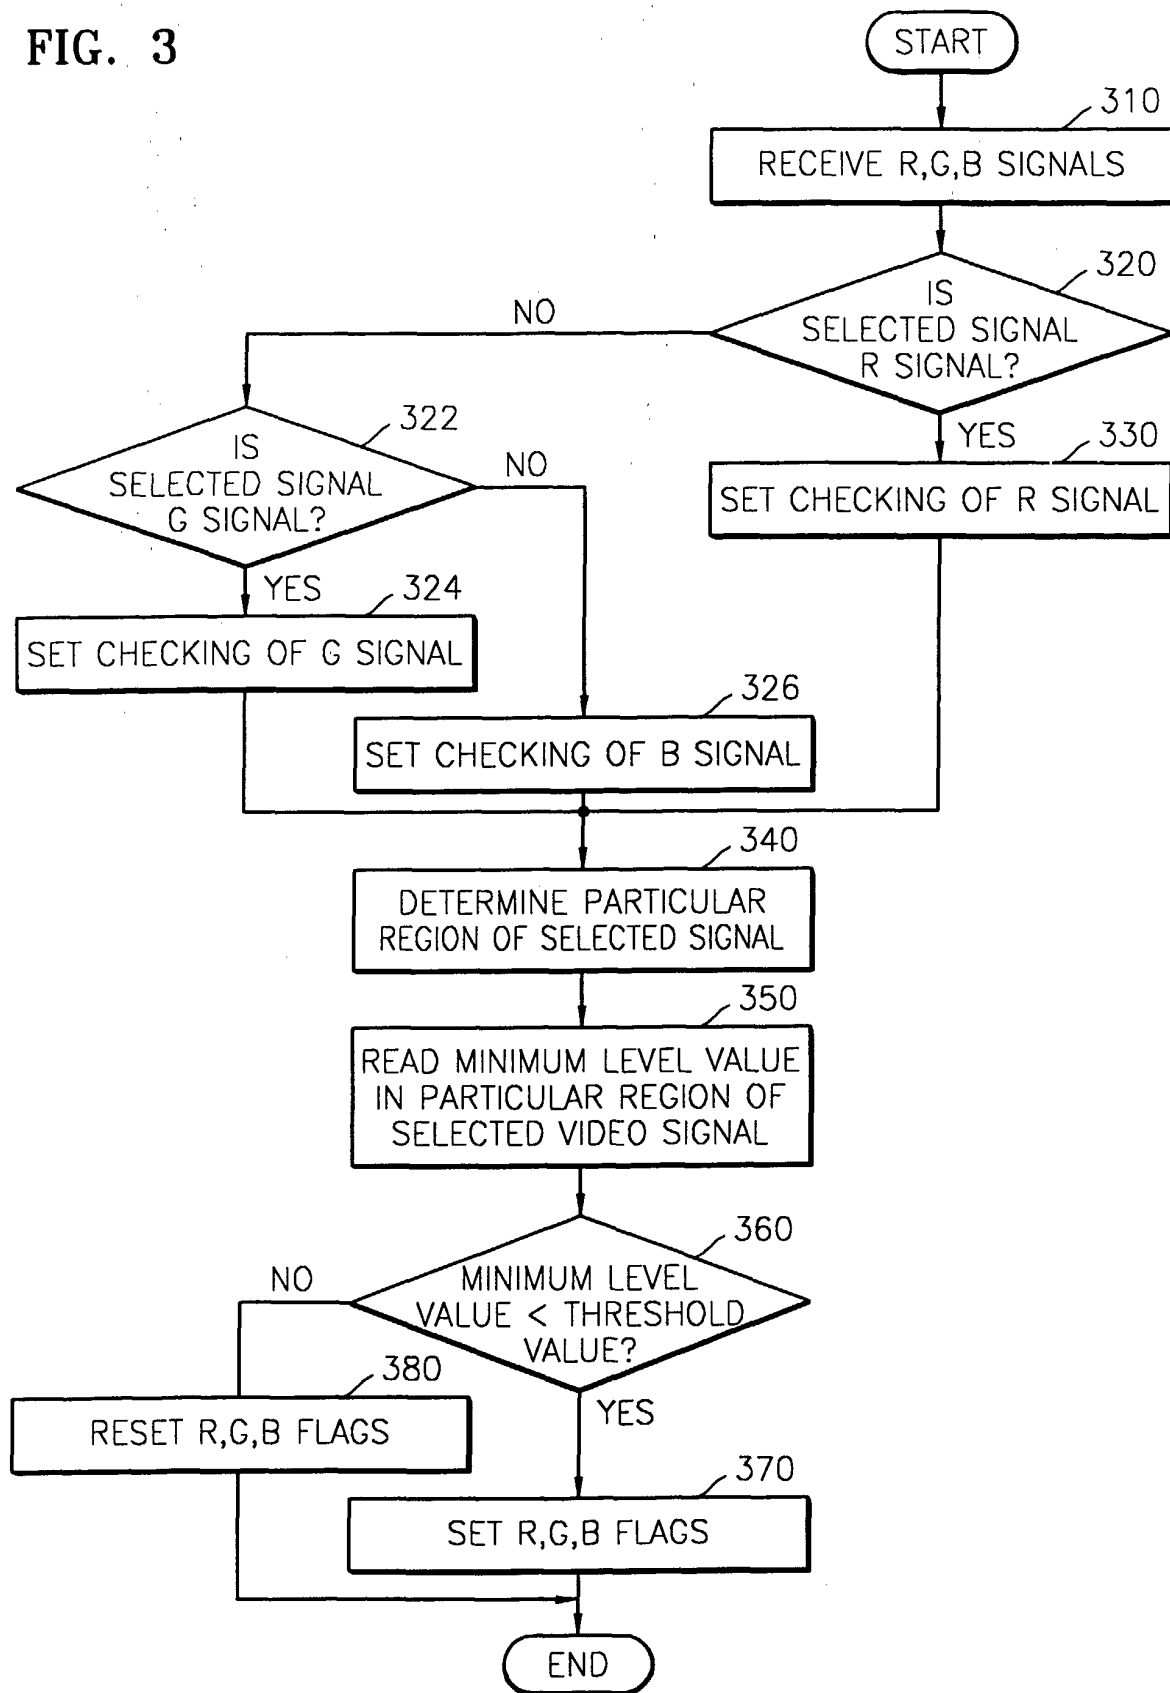 FIG. 3
START
310
RECEIVE R,G,B SIGNALS
320
IS
SELECTED SIGNAL
R SIGNAL?
NO
YES
322
IS
SELECTED SIGNAL
G SIGNAL?
NO
YES
330
SET CHECKING OF R SIGNAL
324
SET CHECKING OF G SIGNAL
326
SET CHECKING OF B SIGNAL
340
DETERMINE PARTICULAR
REGION OF SELECTED SIGNAL
350
READ MINIMUM LEVEL VALUE
IN PARTICULAR REGION OF
SELECTED VIDEO SIGNAL
360
MINIMUM LEVEL
VALUE < THRESHOLD
VALUE?
NO
YES
380
RESET R,G,B FLAGS
370
SET R,G,B FLAGS
END